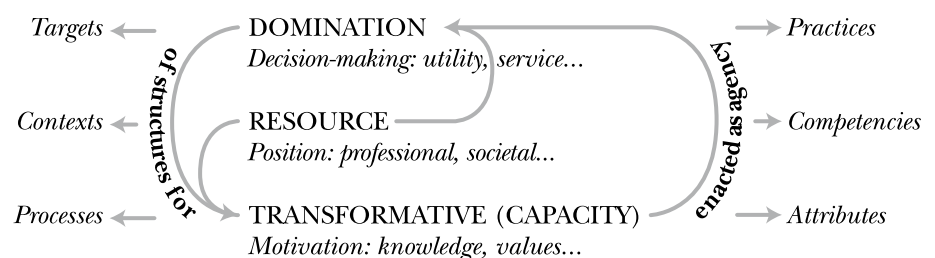 Targets
DOMINATION
Practices
Decision-making: utility, service...
of structures for
enacted as agency
Contexts
RESOURCE
Competencies
Position: professional, societal...
Processes
TRANSFORMATIVE (CAPACITY)
Attributes
Motivation: knowledge, values...